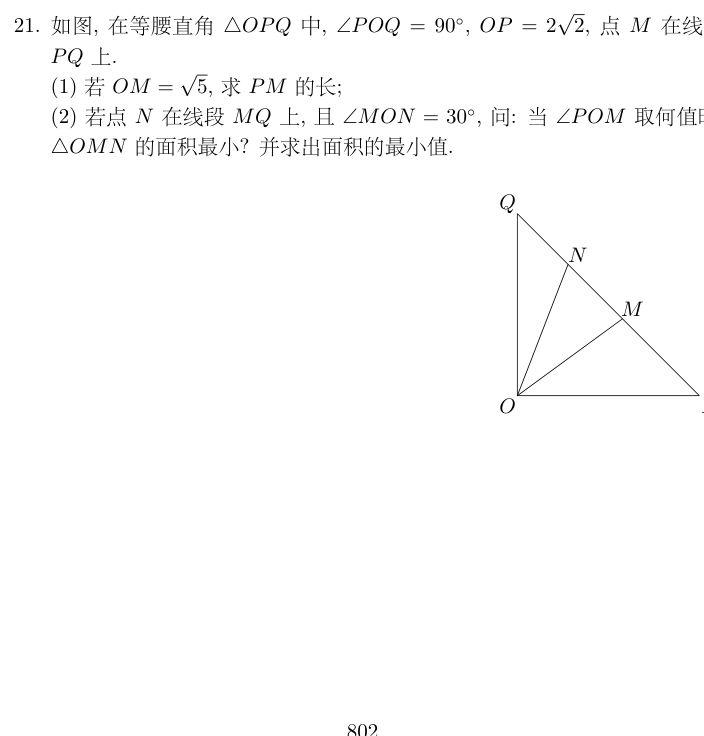 21. 如图, 在等腰直角 △OPQ 中, ∠POQ = 90°, OP = 2√2, 点 M 在线
PQ 上.
(1) 若 OM = √5, 求 PM 的长;
(2) 若点 N 在线段 MQ 上, 且 ∠MON = 30°, 问: 当 ∠POM 取何值
△OMN 的面积最小? 并求出面积的最小值.
Q
N
M
O
802